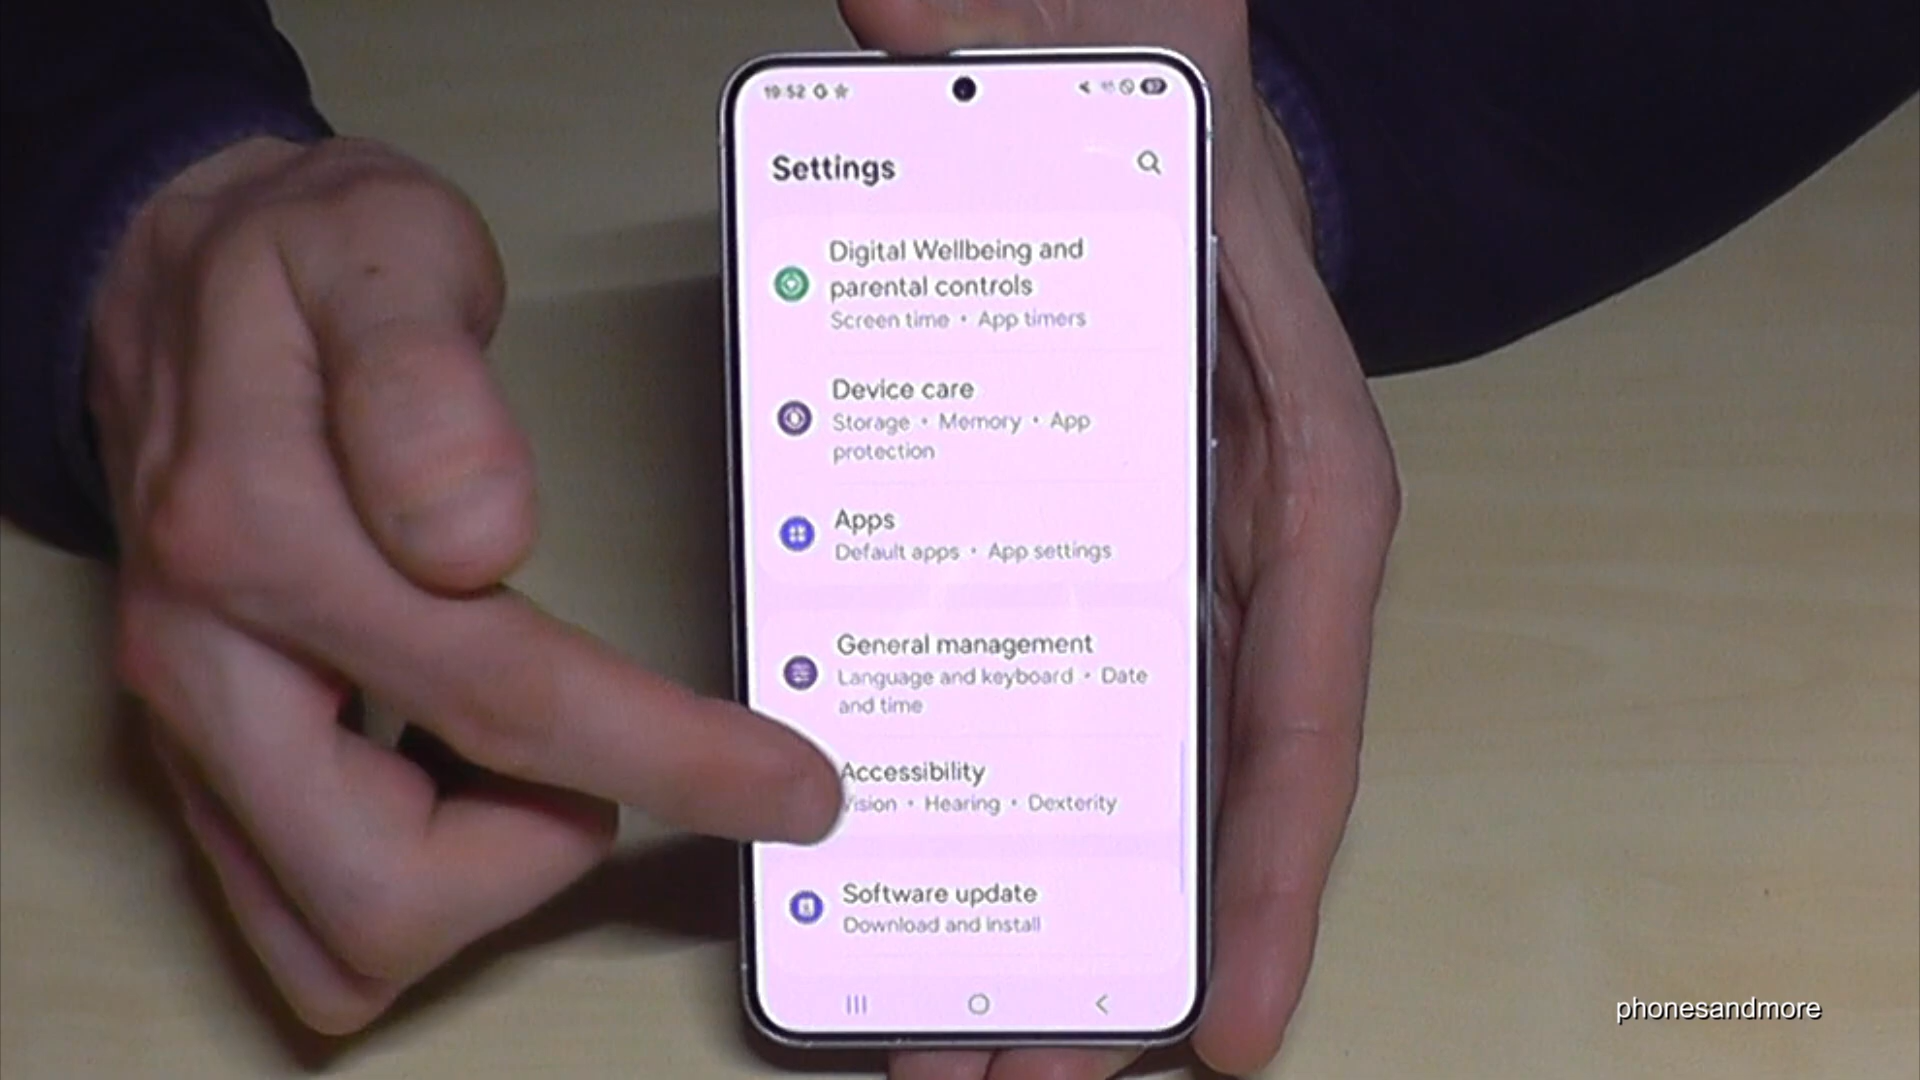 19:52 G
Settings
Digital Wellbeing and
parental controls
Screen time • App timers
Device care
Storage • Memory • App
protection
Apps
Default apps • App settings
General management
Language and keyboard • Date
and time
Accessibility
Vision • Hearing • Dexterity
Software update
Download and install
phonesandmore